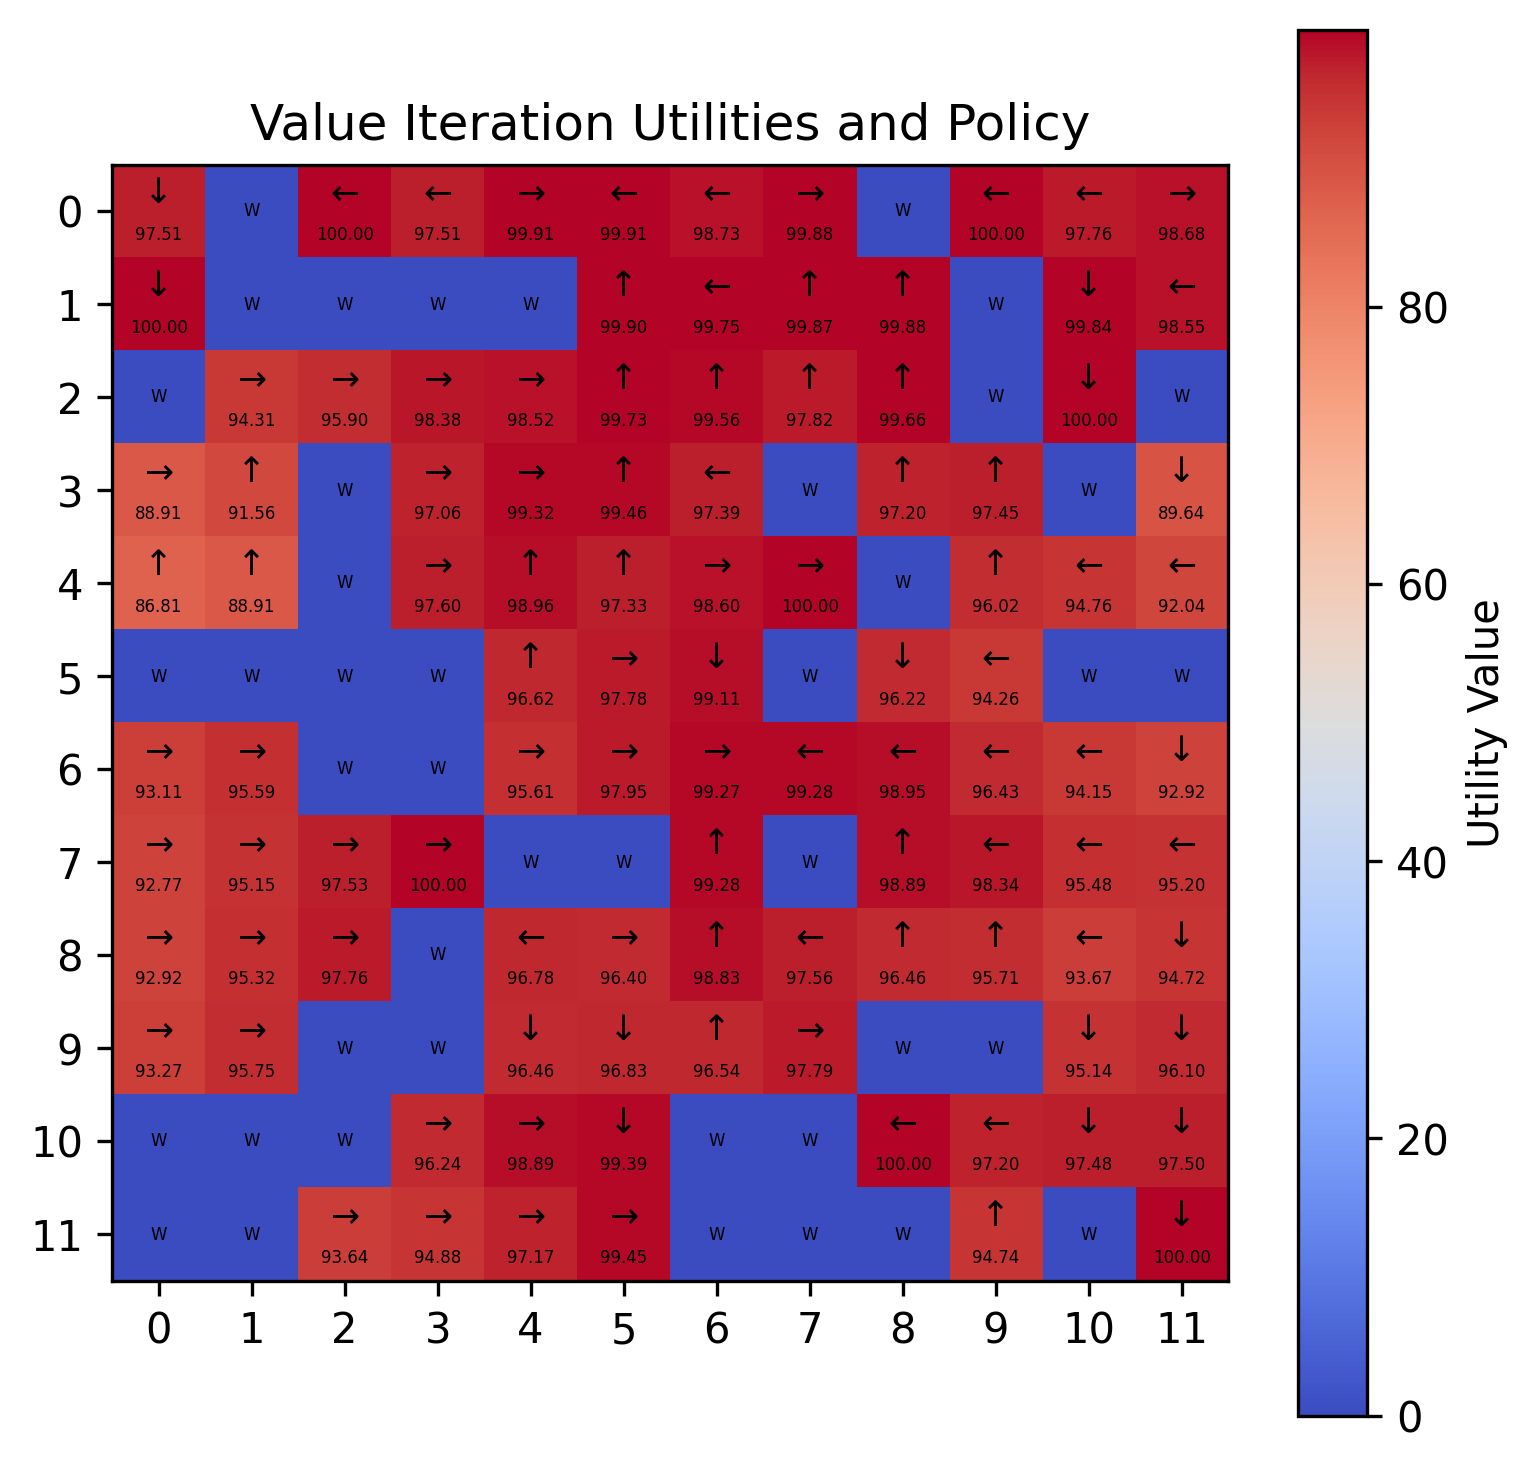 Value Iteration Utilities and Policy
0 ↓ W ← ← → ← ← → W ← ← →
97.51 100.00 97.51 99.91 99.91 98.73 99.88 100.00 97.76 98.68
1 ↓ W W W W ↑ ← ↑ ↑ W ↓ ←
100.00 99.90 99.75 99.87 99.88 99.84 98.55
2 W → → → → ↑ ↑ ↑ ↑ W ↓ W
94.31 95.90 98.38 98.52 99.73 99.56 97.82 99.66 100.00
3 → ↑ W → → ↑ ← W ↑ ↑ W ↓
88.91 91.56 97.06 99.32 99.46 97.39 97.20 97.45 89.64
4 ↑ ↑ W → ↑ ↑ → → W ↑ ← ←
86.81 88.91 97.60 98.96 97.33 98.60 100.00 96.02 94.76 92.04
5 W W W W ↑ → ↓ W ↓ ← W W
96.62 97.78 99.11 96.22 94.26
6 → → W W → → → ← ← ← ← ↓
93.11 95.59 95.61 97.95 99.27 99.28 98.95 96.43 94.15 92.92
7 → → → → W W ↑ W ↑ ← ← ←
92.77 95.15 97.53 100.00 99.28 98.89 98.34 95.48 95.20
8 → → → W ← → ↑ ← ↑ ↑ ← ↓
92.92 95.32 97.76 96.78 96.40 98.83 97.56 96.46 95.71 93.67 94.72
9 → → W W ↓ ↓ ↑ → W W ↓ ↓
93.27 95.75 96.46 96.83 96.54 97.79 95.14 96.10
10 W W W → → ↓ W W ← ← ↓ ↓
96.24 98.89 99.39 100.00 97.20 97.48 97.50
11 W W → → → → W W W ↑ W ↓
93.64 94.88 97.17 99.45 94.74 100.00
0 1 2 3 4 5 6 7 8 9 10 11
80
60
40
20
0
Utility Value